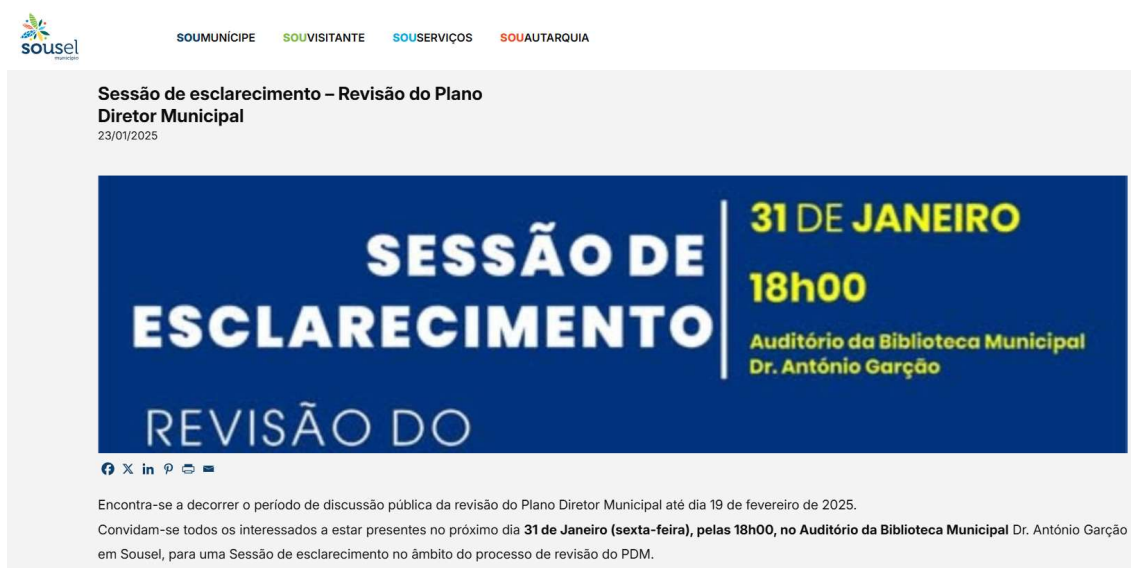 sousel
município
SOUMUNÍCIPE SOUVISITANTE SOUSERVIÇOS SOUAUTARQUIA
Sessão de esclarecimento – Revisão do Plano
Diretor Municipal
23/01/2025
SESSÃO DE
ESCLARECIMENTO
REVISÃO DO
31 DE JANEIRO
18h00
Auditório da Biblioteca Municipal
Dr. António Garção
Encontra-se a decorrer o período de discussão pública da revisão do Plano Diretor Municipal até dia 19 de fevereiro de 2025.
Convidam-se todos os interessados a estar presentes no próximo dia 31 de Janeiro (sexta-feira), pelas 18h00, no Auditório da Biblioteca Municipal Dr. António Garção
em Sousel, para uma Sessão de esclarecimento no âmbito do processo de revisão do PDM.